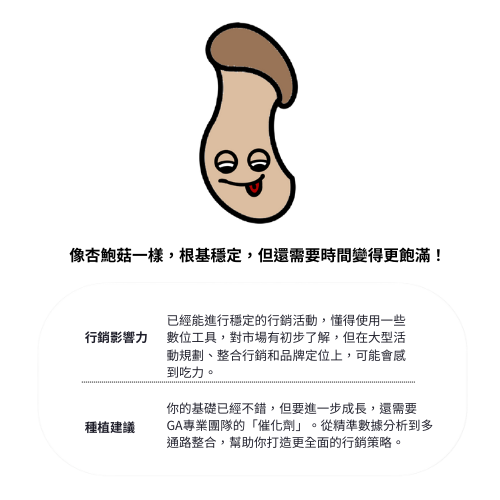 像杏鮑菇一樣，根基穩定，但還需要時間變得更飽滿！
行銷影響力
已經能進行穩定的行銷活動，懂得使用一些
數位工具，對市場有初步了解，但在大型活
動規劃、整合行銷和品牌定位上，可能會感
到吃力。
種植建議
你的基礎已經不錯，但要進一步成長，還需要
GA專業團隊的「催化劑」。從精準數據分析到多
通路整合，幫助你打造更全面的行銷策略。